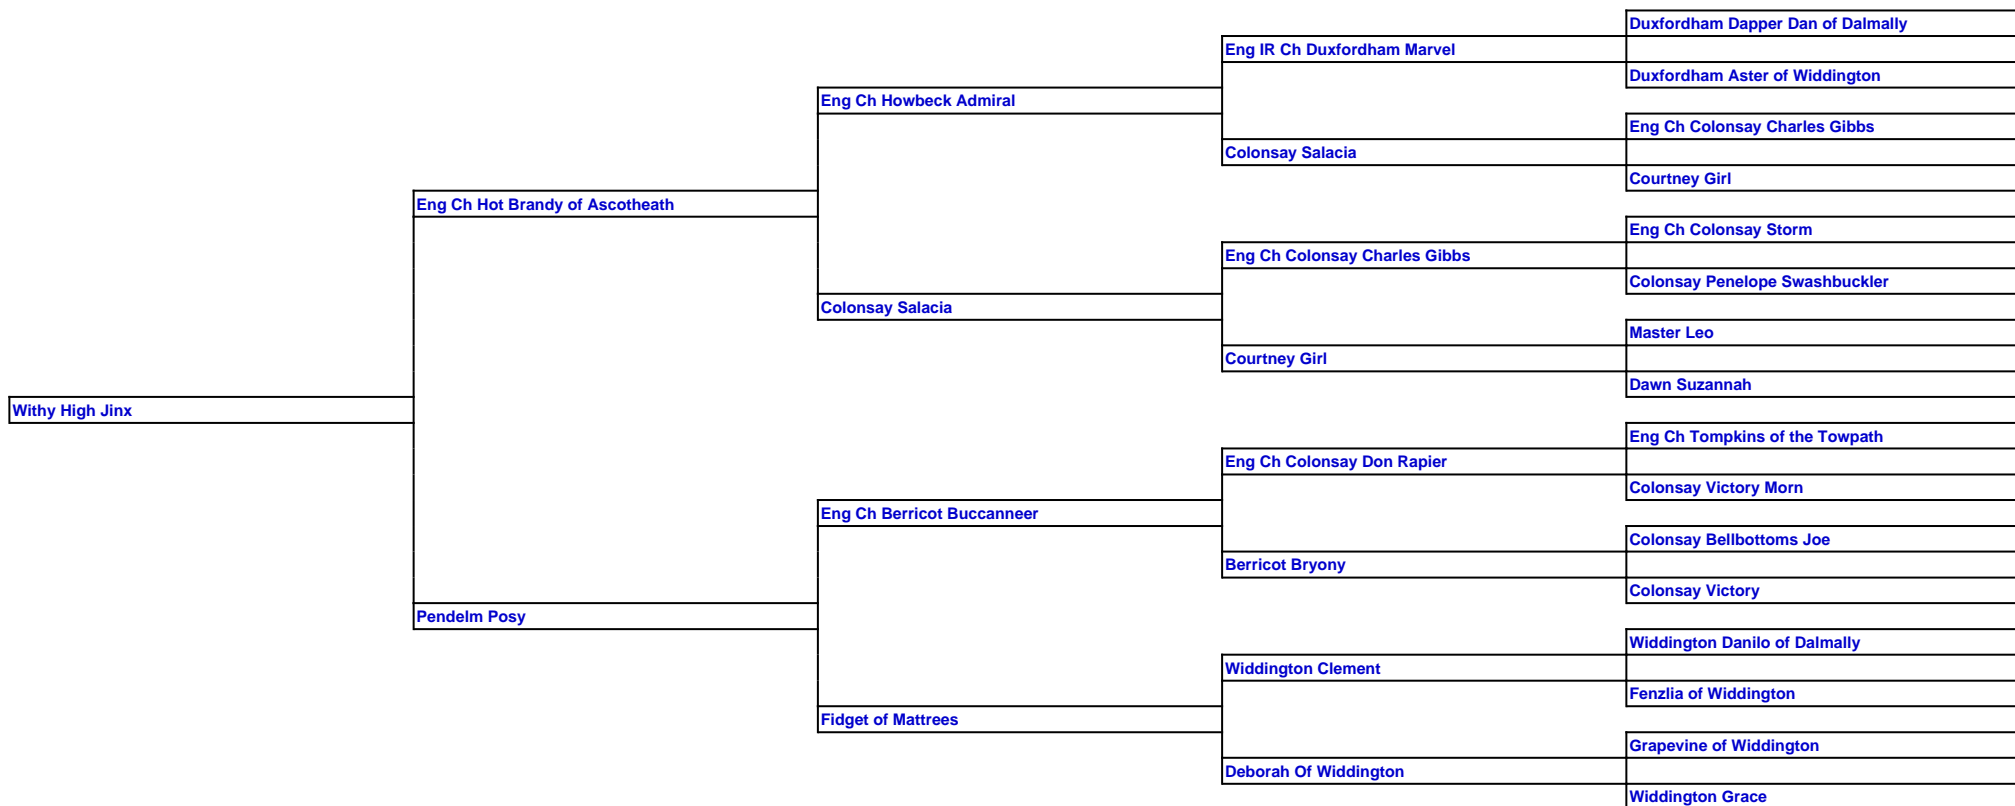 Duxfordham Dapper Dan of Dalmally
Eng IR Ch Duxfordham Marvel
Duxfordham Aster of Widdington
Eng Ch Howbeck Admiral
Eng Ch Colonsay Charles Gibbs
Colonsay Salacia
Courtney Girl
Eng Ch Hot Brandy of Ascotheath
Eng Ch Colonsay Storm
Eng Ch Colonsay Charles Gibbs
Colonsay Penelope Swashbuckler
Colonsay Salacia
Master Leo
Courtney Girl
Dawn Suzannah
Withy High Jinx
Eng Ch Tompkins of the Towpath
Eng Ch Colonsay Don Rapier
Colonsay Victory Morn
Eng Ch Berricot Buccanneer
Colonsay Bellbottoms Joe
Berricot Bryony
Colonsay Victory
Pendelm Posy
Widdington Danilo of Dalmally
Widdington Clement
Fenzlia of Widdington
Fidget of Mattrees
Grapevine of Widdington
Deborah Of Widdington
Widdington Grace